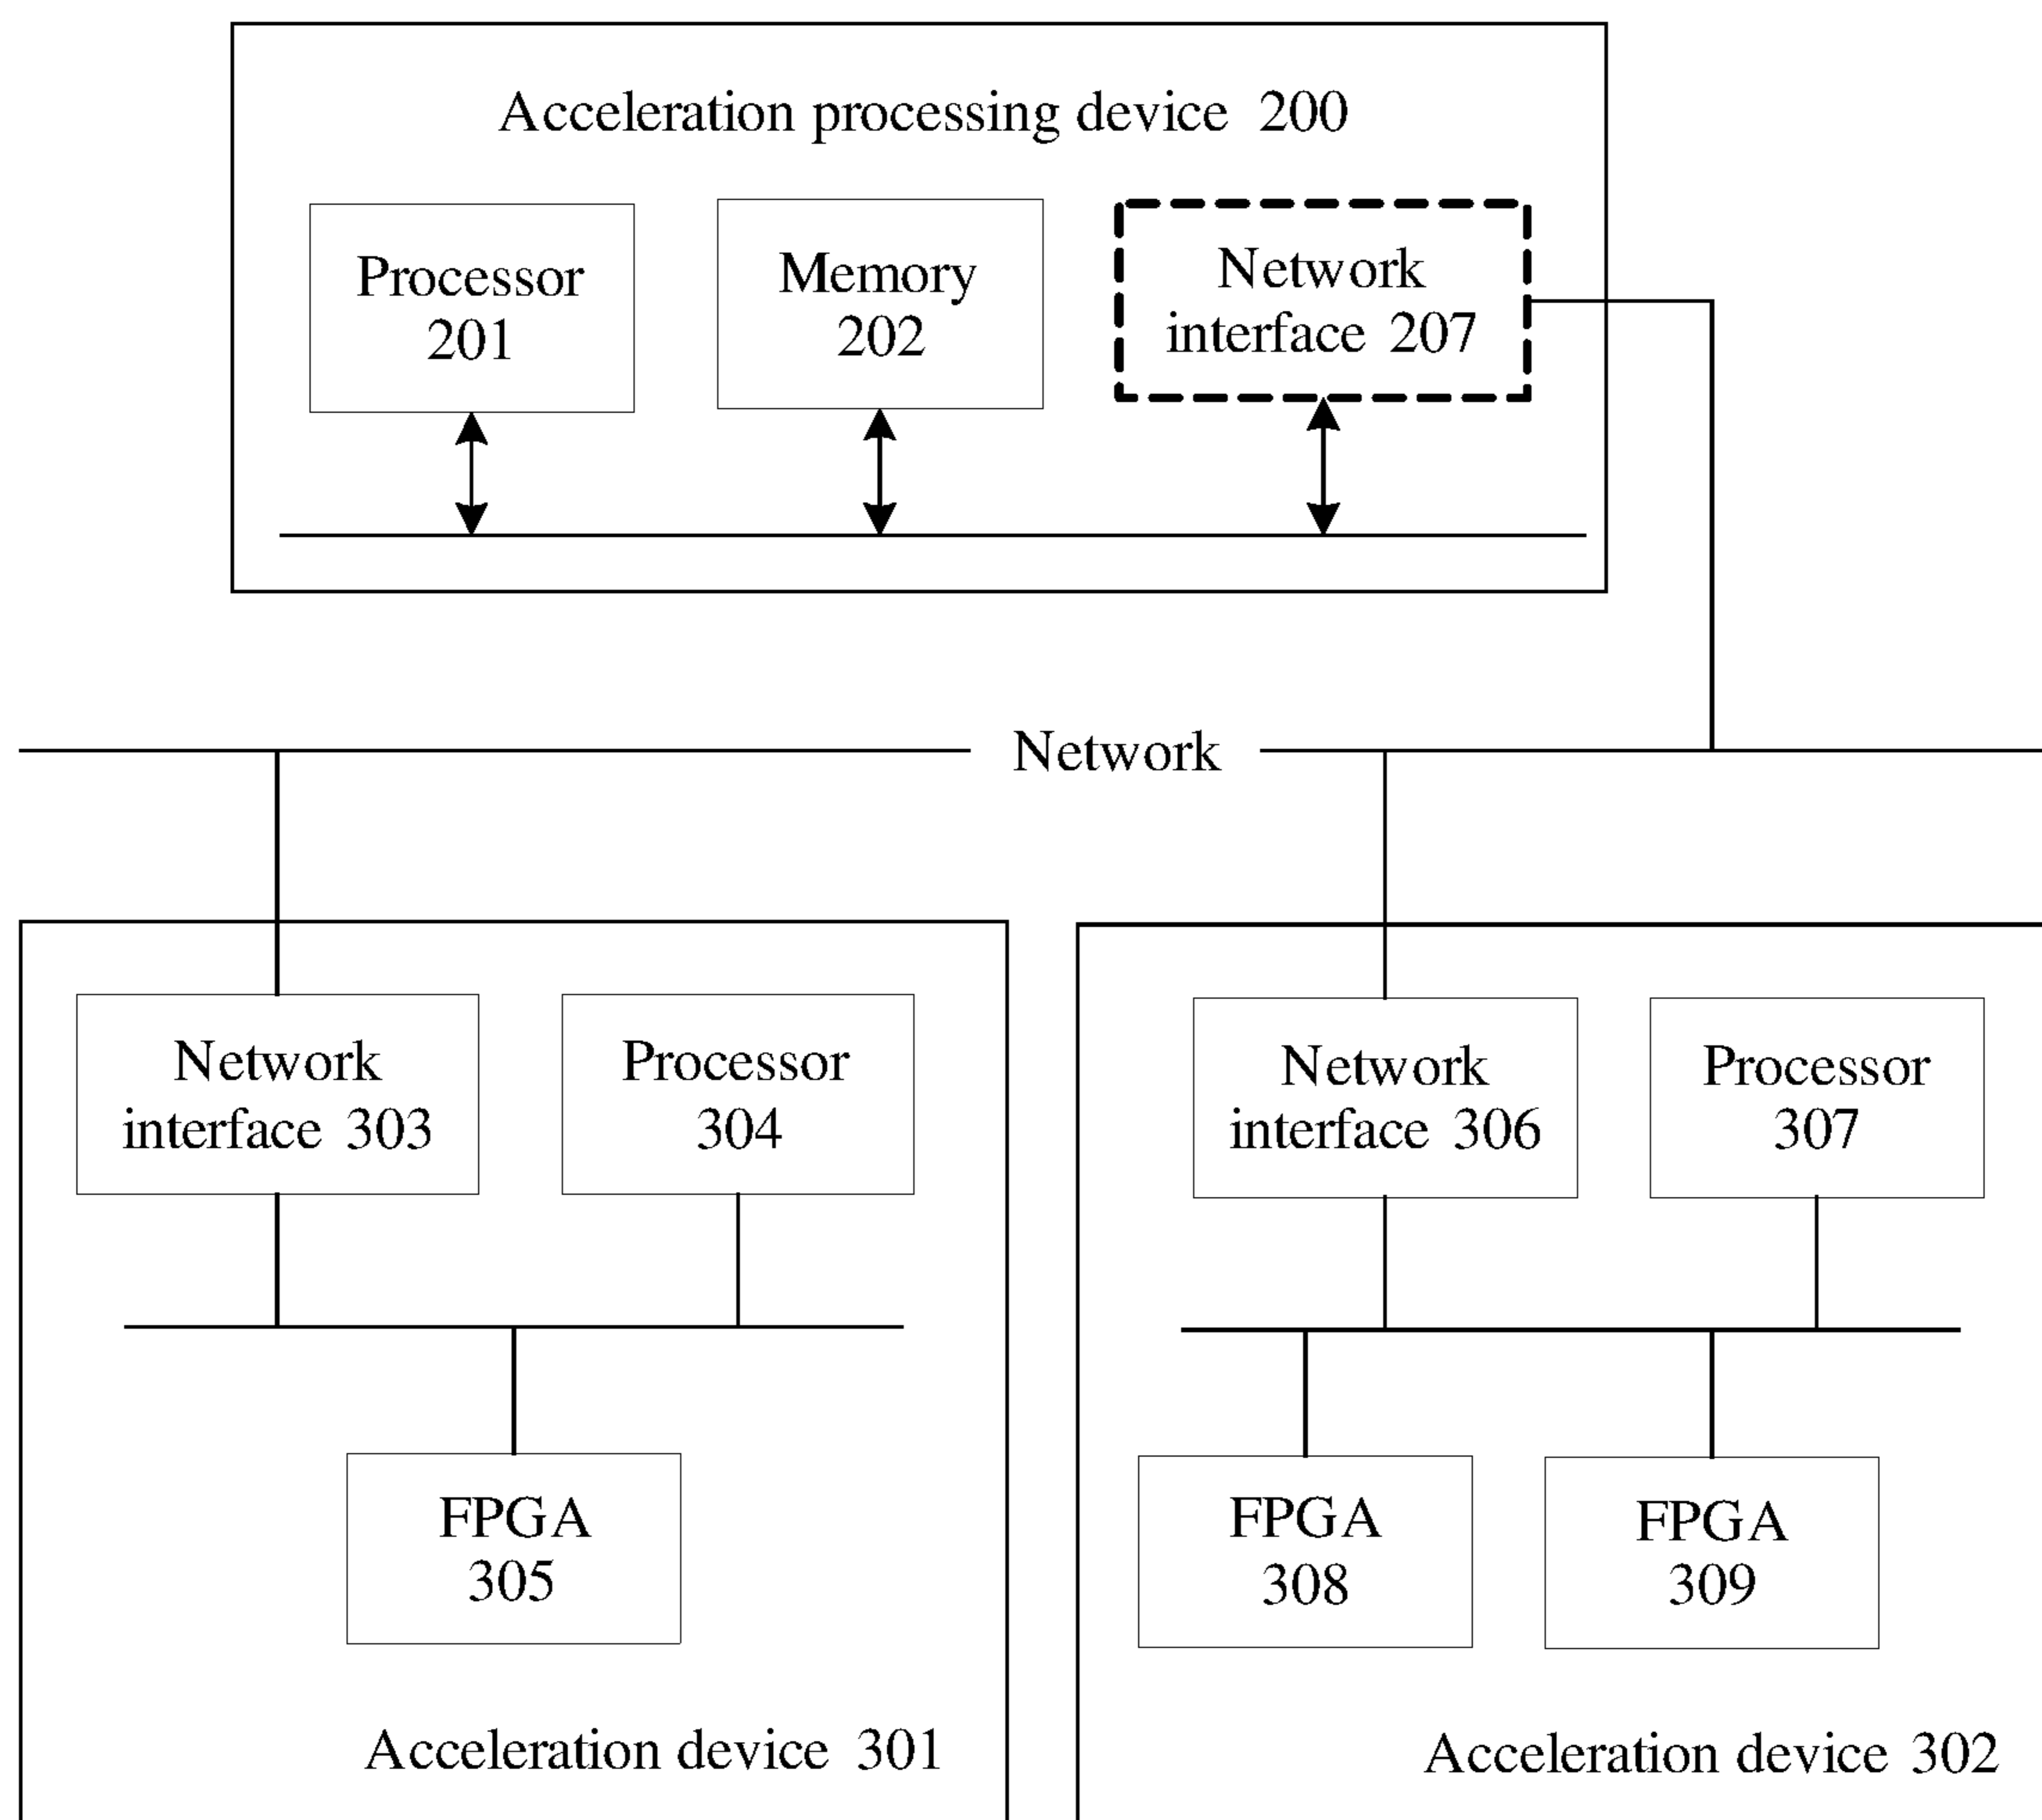 Acceleration processing device 200
Processor
201
Memory
202
Network
interface 207
Network
Network
interface 303
Processor
304
Network
interface 306
Processor
307
FPGA
305
FPGA
308
FPGA
309
Acceleration device 301
Acceleration device 302